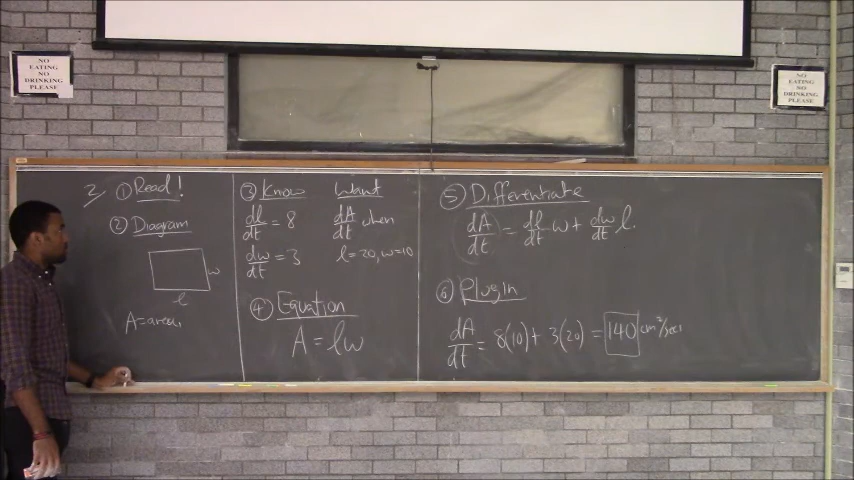 NO
EATING
NO
DRINKING
PLEASE
NO
EATING
NO
DRINKING
PLEASE
2 ① Read!
② Diagram
w
l
A=area
③ Know
dl/dt = 8
dw/dt = 3
Want
dA/dt when
l=20, w=10
④ Equation
A = lw
⑤ Differentiate
dA/dt = dl/dt w + dw/dt l
⑥ Plug in
dA/dt = 8(10) + 3(20) = 140 cm²/sec